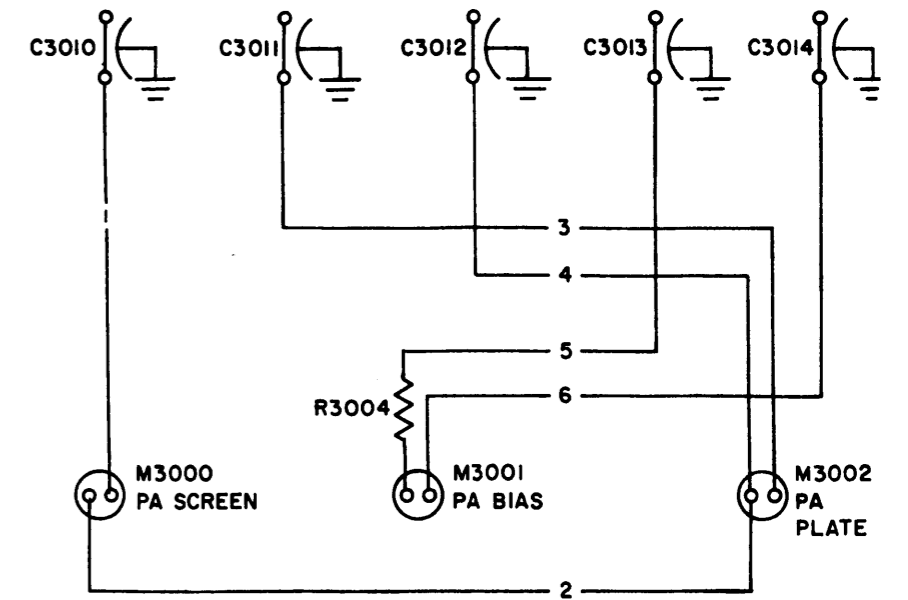 C3010
C3011
C3012
C3013
C3014
3
4
5
R3004
6
M3000
PA SCREEN
M3001
PA BIAS
M3002
PA
PLATE
2